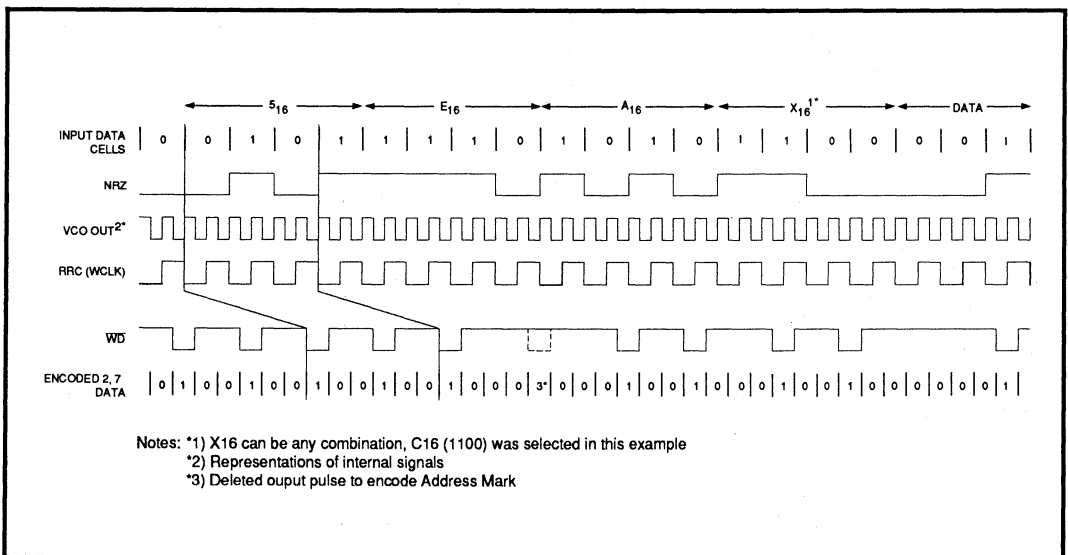 5₁₆ E₁₆ A₁₆ X₁₆¹* DATA
INPUT DATA CELLS 0 0 1 0 1 1 1 1 0 1 0 1 0 1 1 0 0 0 0 1
NRZ
VCO OUT²*
RRC (WCLK)
WD
ENCODED 2, 7 DATA 0 1 0 0 1 0 0 1 0 0 1 0 0 1 0 0 0 3* 0 0 0 1 0 0 1 0 0 0 1 0 0 1 0 0 0 0 0 0 1
Notes: *1) X16 can be any combination, C16 (1100) was selected in this example
*2) Representations of internal signals
*3) Deleted ouput pulse to encode Address Mark